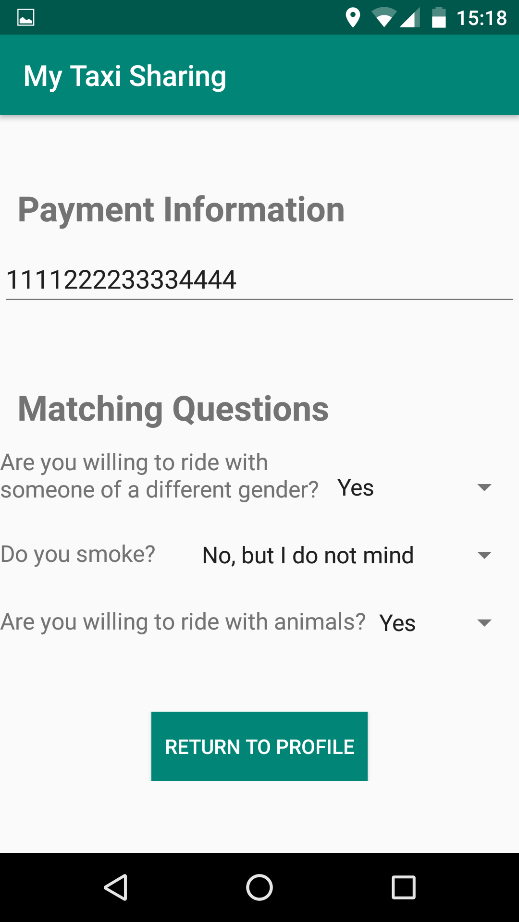 15:18
My Taxi Sharing
Payment Information
1111222233334444
Matching Questions
Are you willing to ride with
someone of a different gender? Yes
Do you smoke? No, but I do not mind
Are you willing to ride with animals? Yes
RETURN TO PROFILE